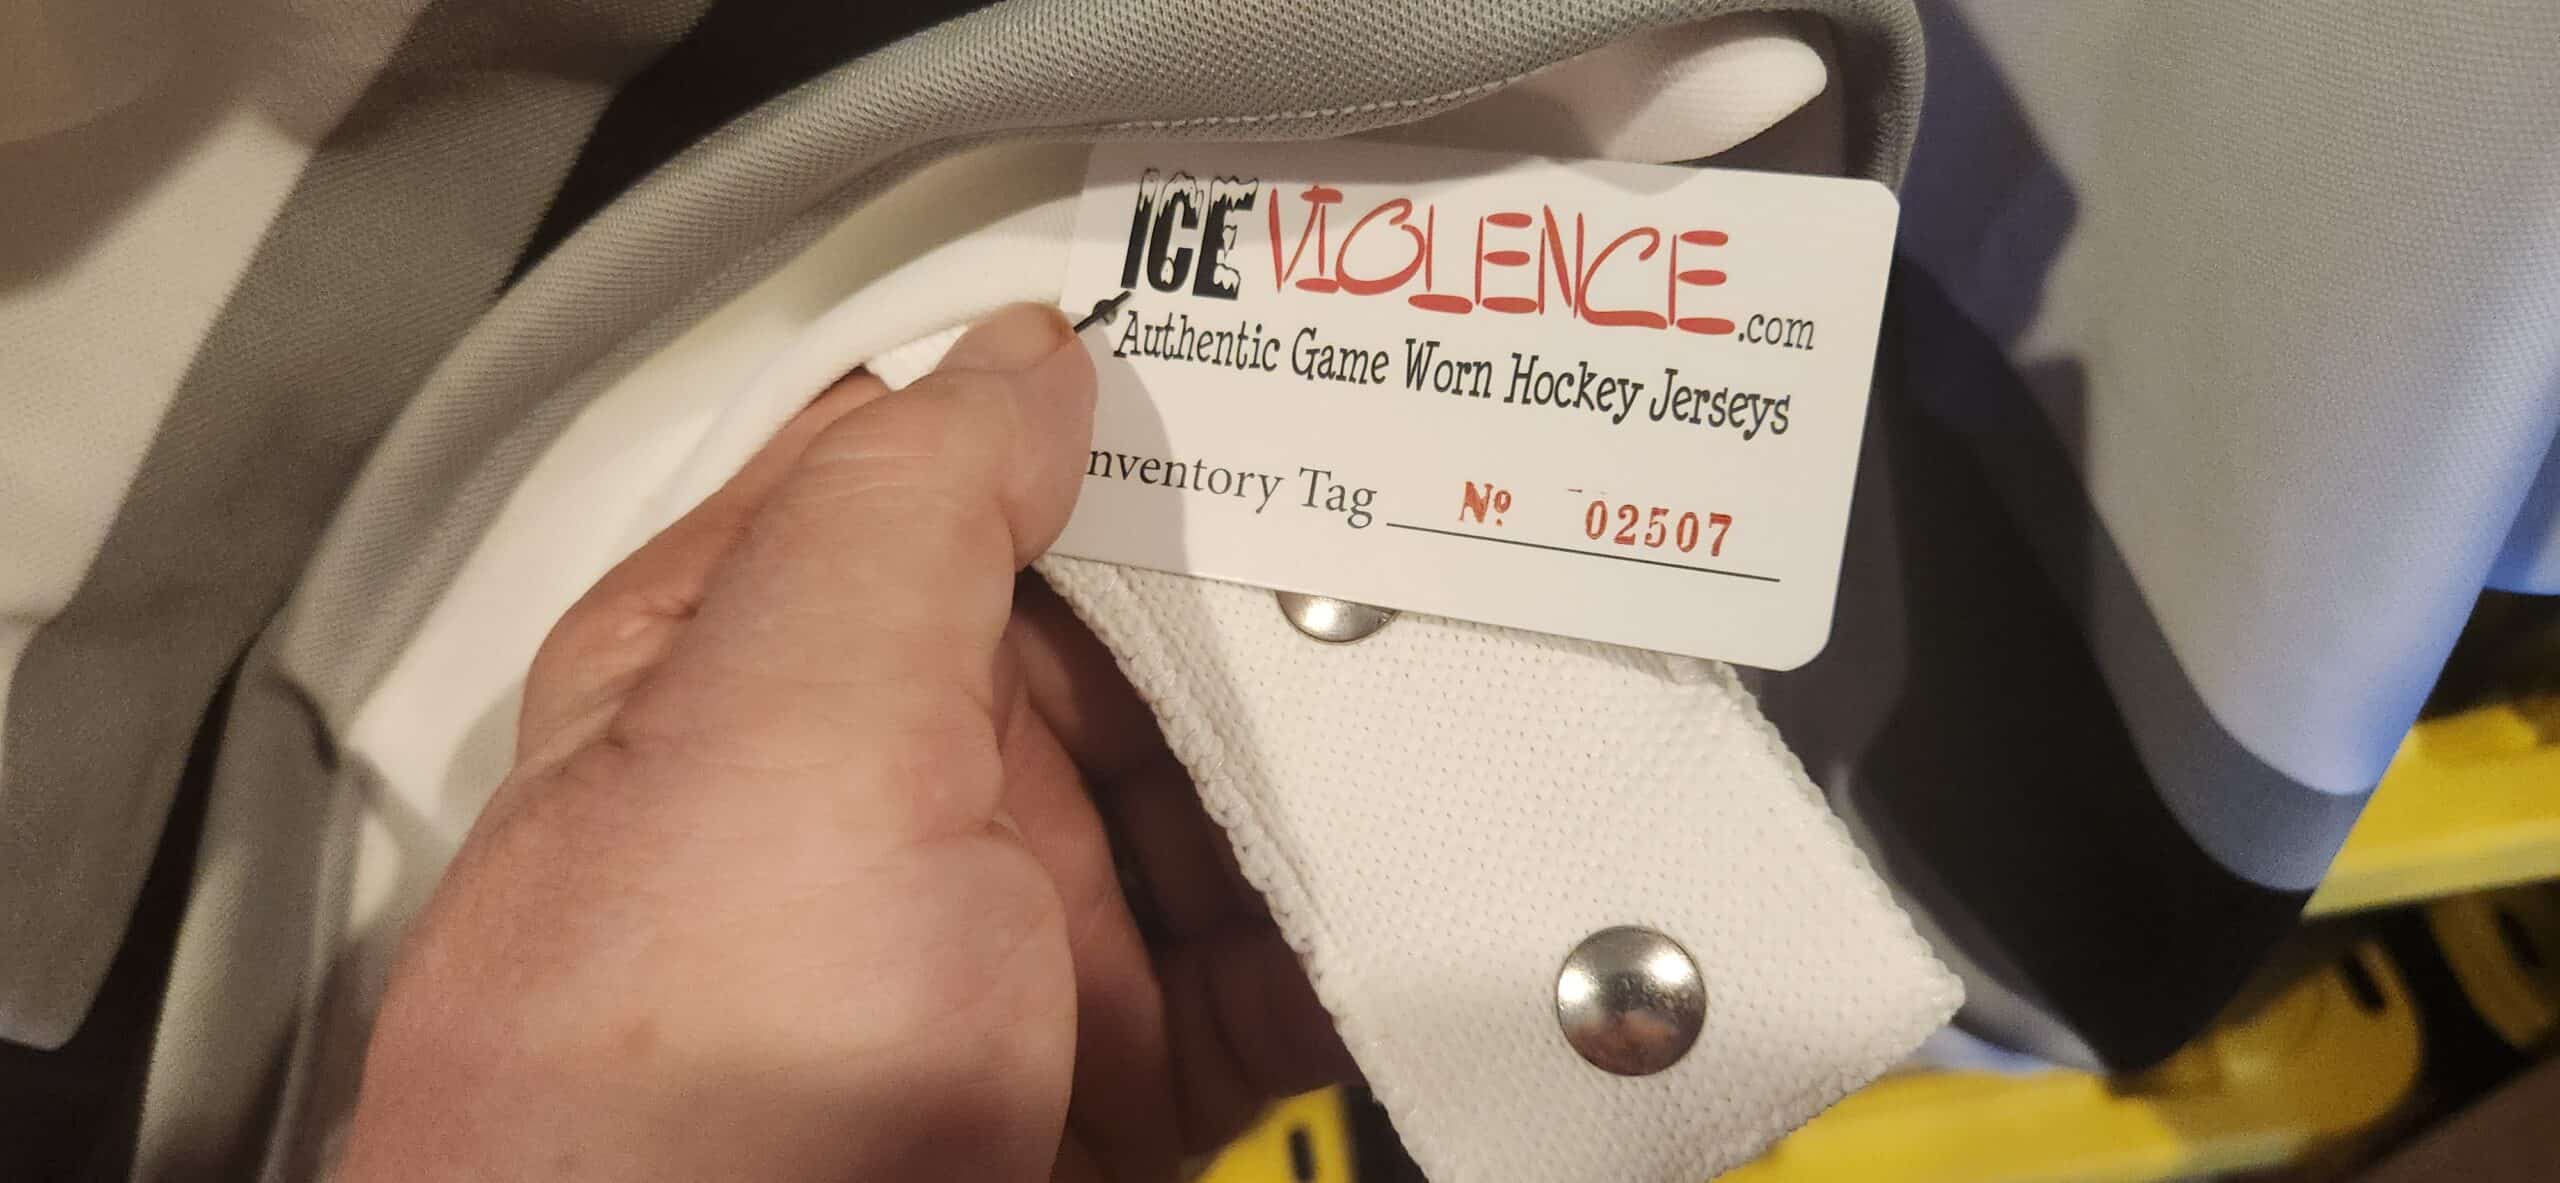 ICE VIOLENCE.com
Authentic Game Worn Hockey Jerseys
nventory Tag Nº 02507